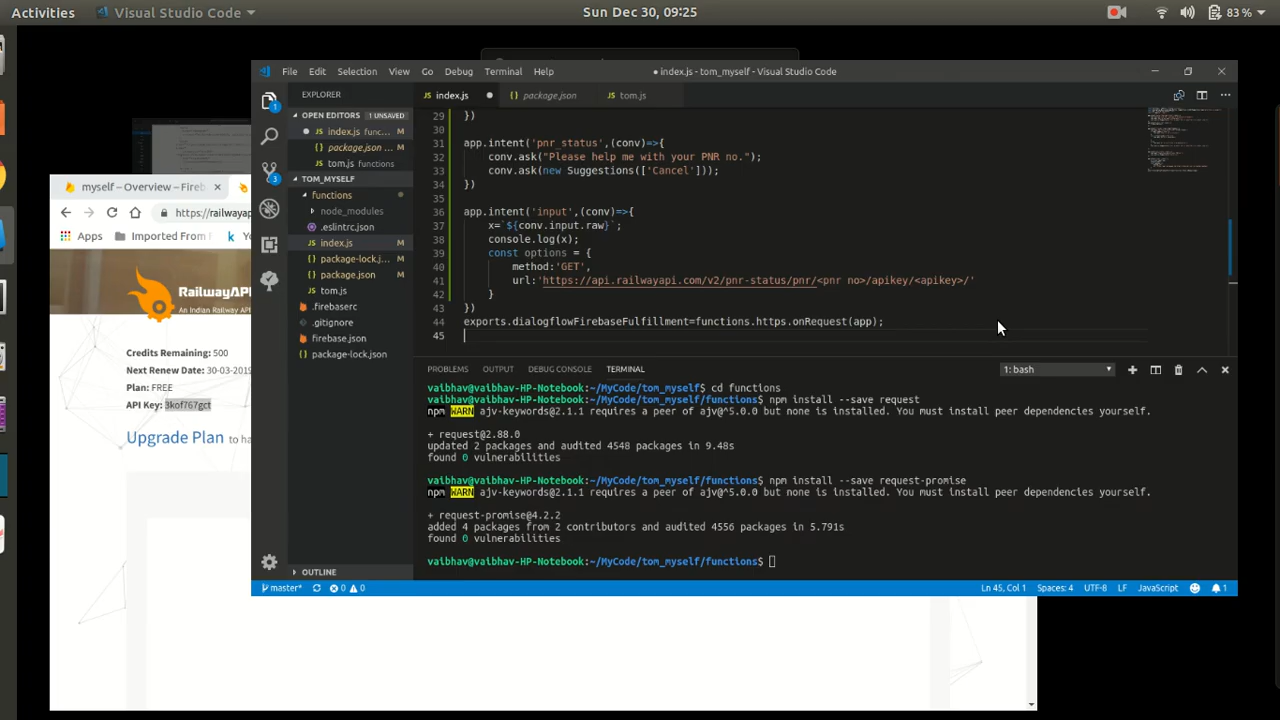 Activities
Visual Studio Code
Sun Dec 30, 09:25
83 %
File Edit Selection View Go Debug Terminal Help
● index.js - tom_myself - Visual Studio Code
EXPLORER
JS index.js
{} package.json
JS tom.js
OPEN EDITORS 1 UNSAVED
JS index.js func... M
{} package.json ... M
JS tom.js functions
TOM_MYSELF
functions
node_modules
.eslintrc.json
JS index.js M
package-lock.j... M
package.json M
JS tom.js
.firebaserc
.gitignore
firebase.json
package-lock.json
OUTLINE
29 })
30
31 app.intent('pnr_status',(conv)=>{
32 conv.ask("Please help me with your PNR no.");
33 conv.ask(new Suggestions(['Cancel']));
34 })
35
36 app.intent('input',(conv)=>{
37 x=`${conv.input.raw}`;
38 console.log(x);
39 const options = {
40 method:'GET',
41 url:'https://api.railwayapi.com/v2/pnr-status/pnr/<pnr no>/apikey/<apikey>/'
42 }
43 })
44 exports.dialogflowFirebaseFulfillment=functions.https.onRequest(app);
45
PROBLEMS OUTPUT DEBUG CONSOLE TERMINAL
1: bash
vaibhav@vaibhav-HP-Notebook:~/MyCode/tom_myself$ cd functions
vaibhav@vaibhav-HP-Notebook:~/MyCode/tom_myself/functions$ npm install --save request
npm WARN ajv-keywords@2.1.1 requires a peer of ajv@^5.0.0 but none is installed. You must install peer dependencies yourself.
+ request@2.88.0
updated 2 packages and audited 4548 packages in 9.48s
found 0 vulnerabilities
vaibhav@vaibhav-HP-Notebook:~/MyCode/tom_myself/functions$ npm install --save request-promise
npm WARN ajv-keywords@2.1.1 requires a peer of ajv@^5.0.0 but none is installed. You must install peer dependencies yourself.
+ request-promise@4.2.2
added 4 packages from 2 contributors and audited 4556 packages in 5.791s
found 0 vulnerabilities
vaibhav@vaibhav-HP-Notebook:~/MyCode/tom_myself/functions$
master* 0 0
Ln 45, Col 1 Spaces: 4 UTF-8 LF JavaScript 1
myself – Overview – Fireb
https://railwayap
Apps Imported From
RailwayAPI
An Indian Railway AP
Credits Remaining: 500
Next Renew Date: 30-03-2019
Plan: FREE
API Key: 3kof767gct
Upgrade Plan to ha